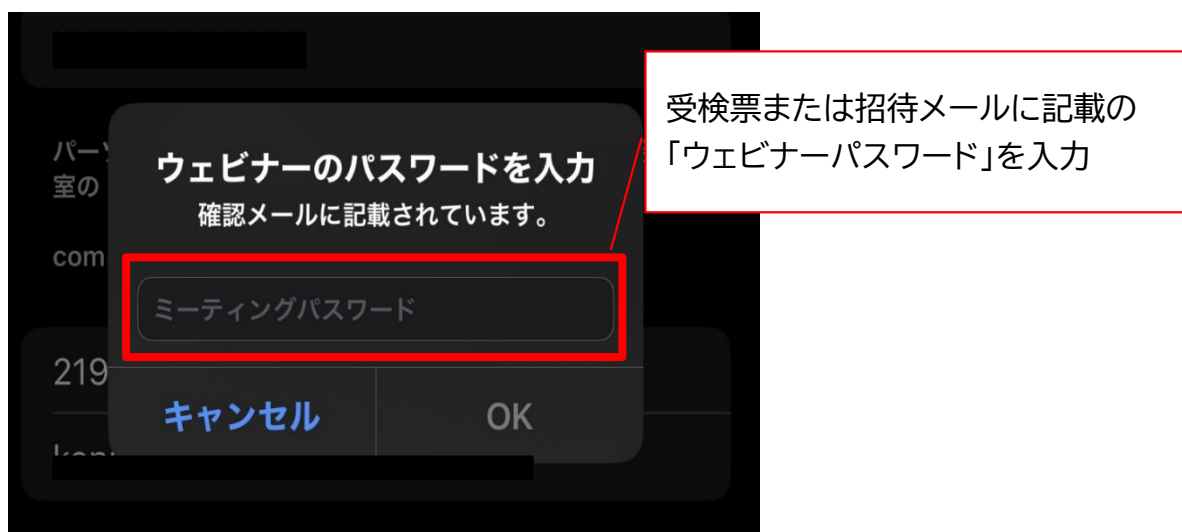 受検票または招待メールに記載の
「ウェビナーパスワード」を入力
パー
室の
ウェビナーのパスワードを入力
確認メールに記載されています。
com
ミーティングパスワード
219
キャンセル
OK